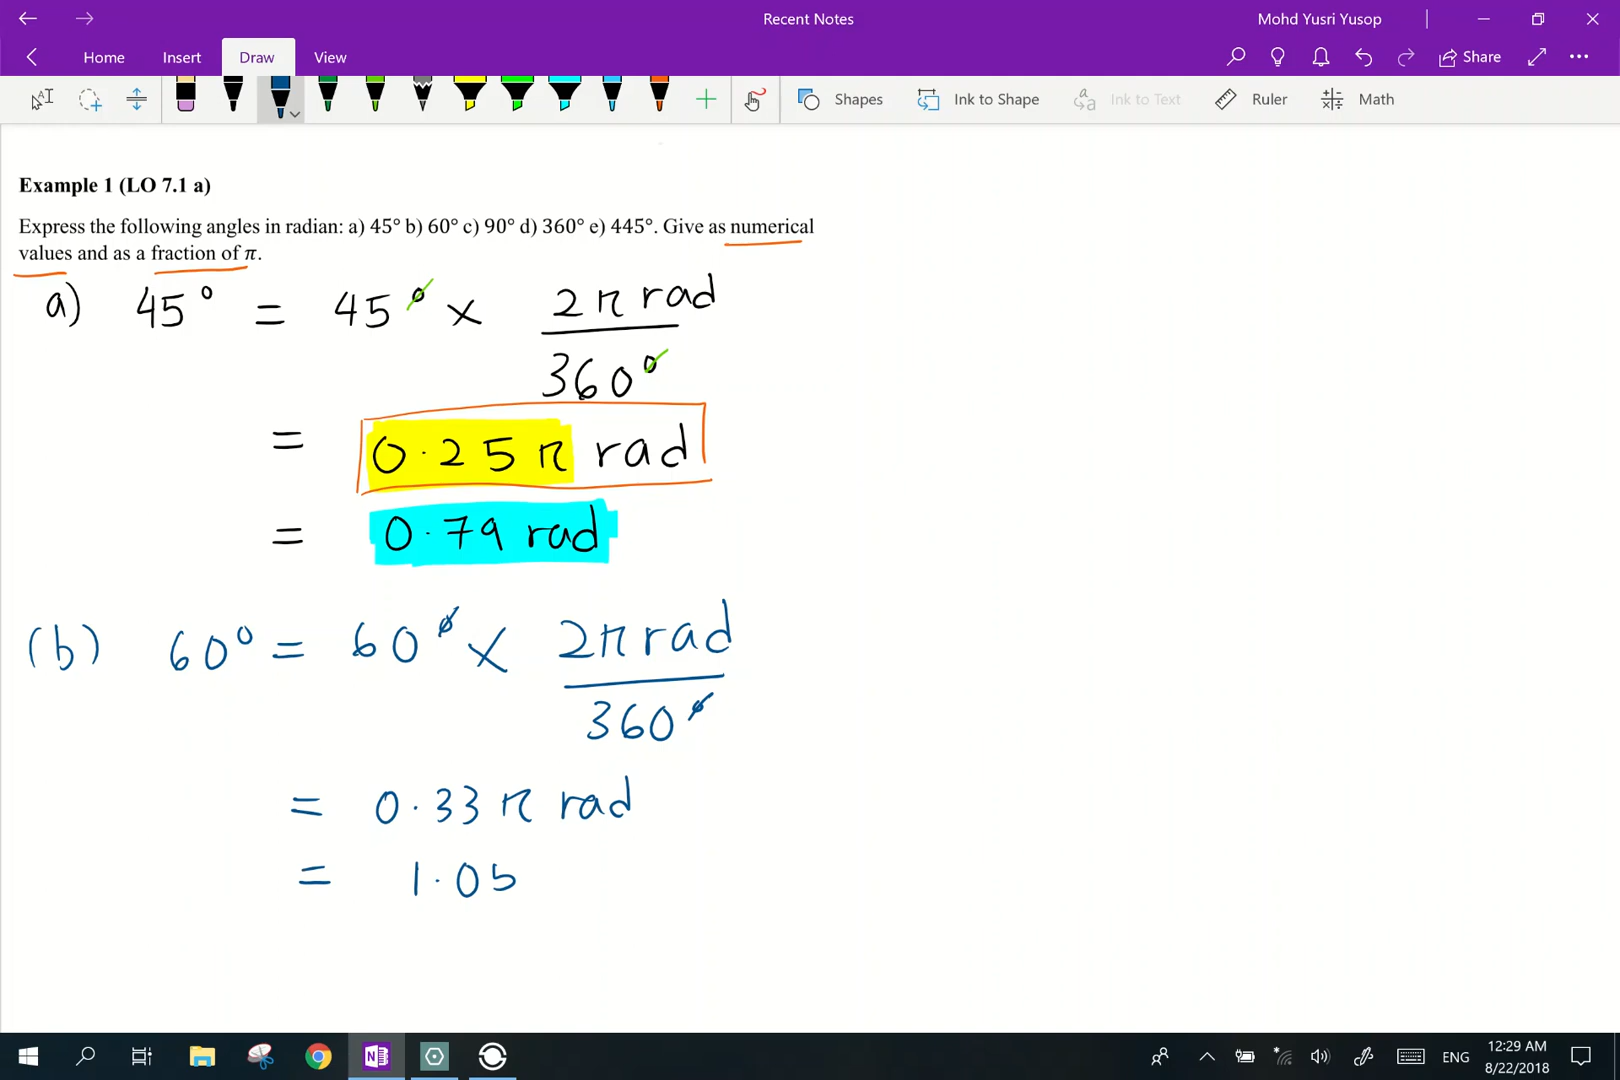 Recent Notes
Mohd Yusri Yusop
Home Insert Draw View
Share
Shapes Ink to Shape Ink to Text Ruler Math
Example 1 (LO 7.1 a)
Express the following angles in radian: a) 45° b) 60° c) 90° d) 360° e) 445°. Give as numerical
values and as a fraction of π.
a) 45° = 45° × 2π rad
360°
= 0.25 π rad
= 0.79 rad
(b) 60° = 60° × 2π rad
360°
= 0.33 π rad
= 1.05
ENG
12:29 AM
8/22/2018